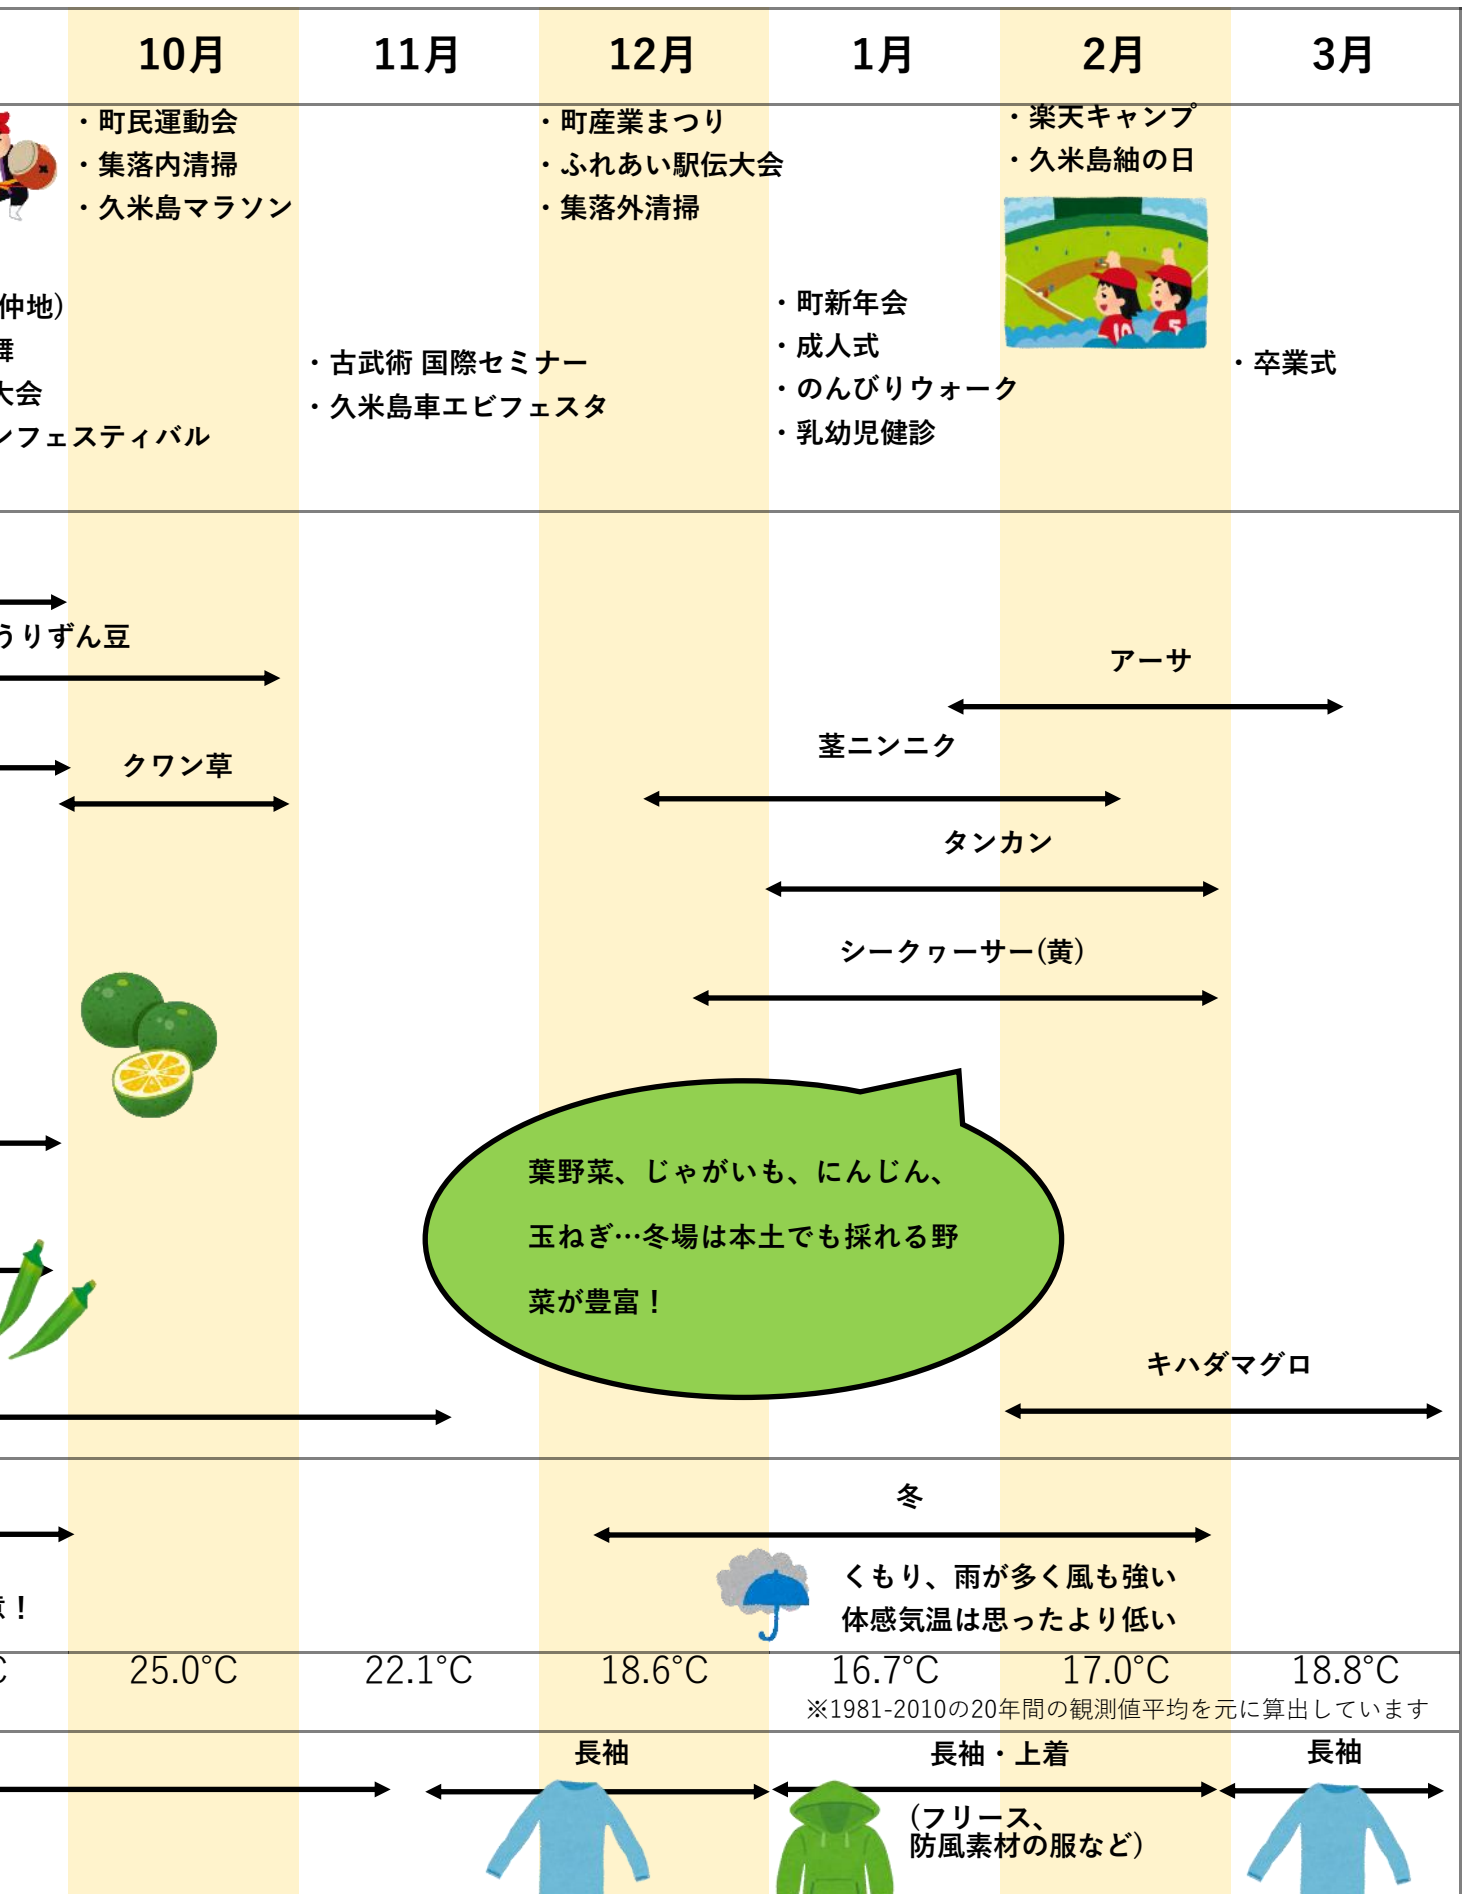 10月
11月
12月
1月
2月
3月
・町民運動会
・集落内清掃
・久米島マラソン
・町産業まつり
・ふれあい駅伝大会
・集落外清掃
・楽天キャンプ
・久米島紬の日
10
5
仲地)
舞
大会
ンフェスティバル
・古武術 国際セミナー
・久米島車エビフェスタ
・町新年会
・成人式
・のんびりウォーク
・乳幼児健診
・卒業式
うりずん豆
アーサ
茎ニンニク
クワン草
タンカン
シークヮーサー(黄)
葉野菜、じゃがいも、にんじん、
玉ねぎ…冬場は本土でも採れる野
菜が豊富！
キハダマグロ
冬
くもり、雨が多く風も強い
体感気温は思ったより低い
！
25.0°C
22.1°C
18.6°C
16.7°C
17.0°C
18.8°C
※1981-2010の20年間の観測値平均を元に算出しています
長袖
長袖・上着
長袖
(フリース、
防風素材の服など)